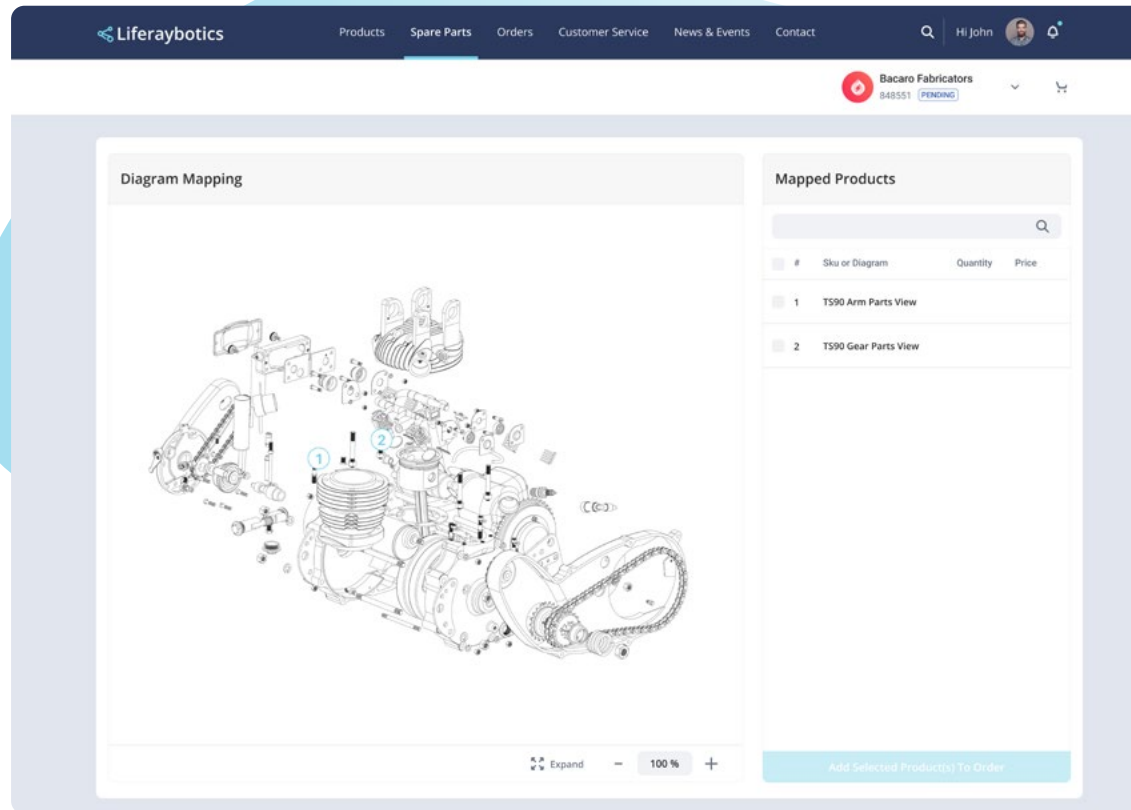 Liferaybotics Products Spare Parts Orders Customer Service News & Events Contact Hi John
Bacaro Fabricators
848551 PENDING
Diagram Mapping
1
2
Expand − 100 % +
Mapped Products
# Sku or Diagram Quantity Price
1 TS90 Arm Parts View
2 TS90 Gear Parts View
Add Selected Product(s) To Order